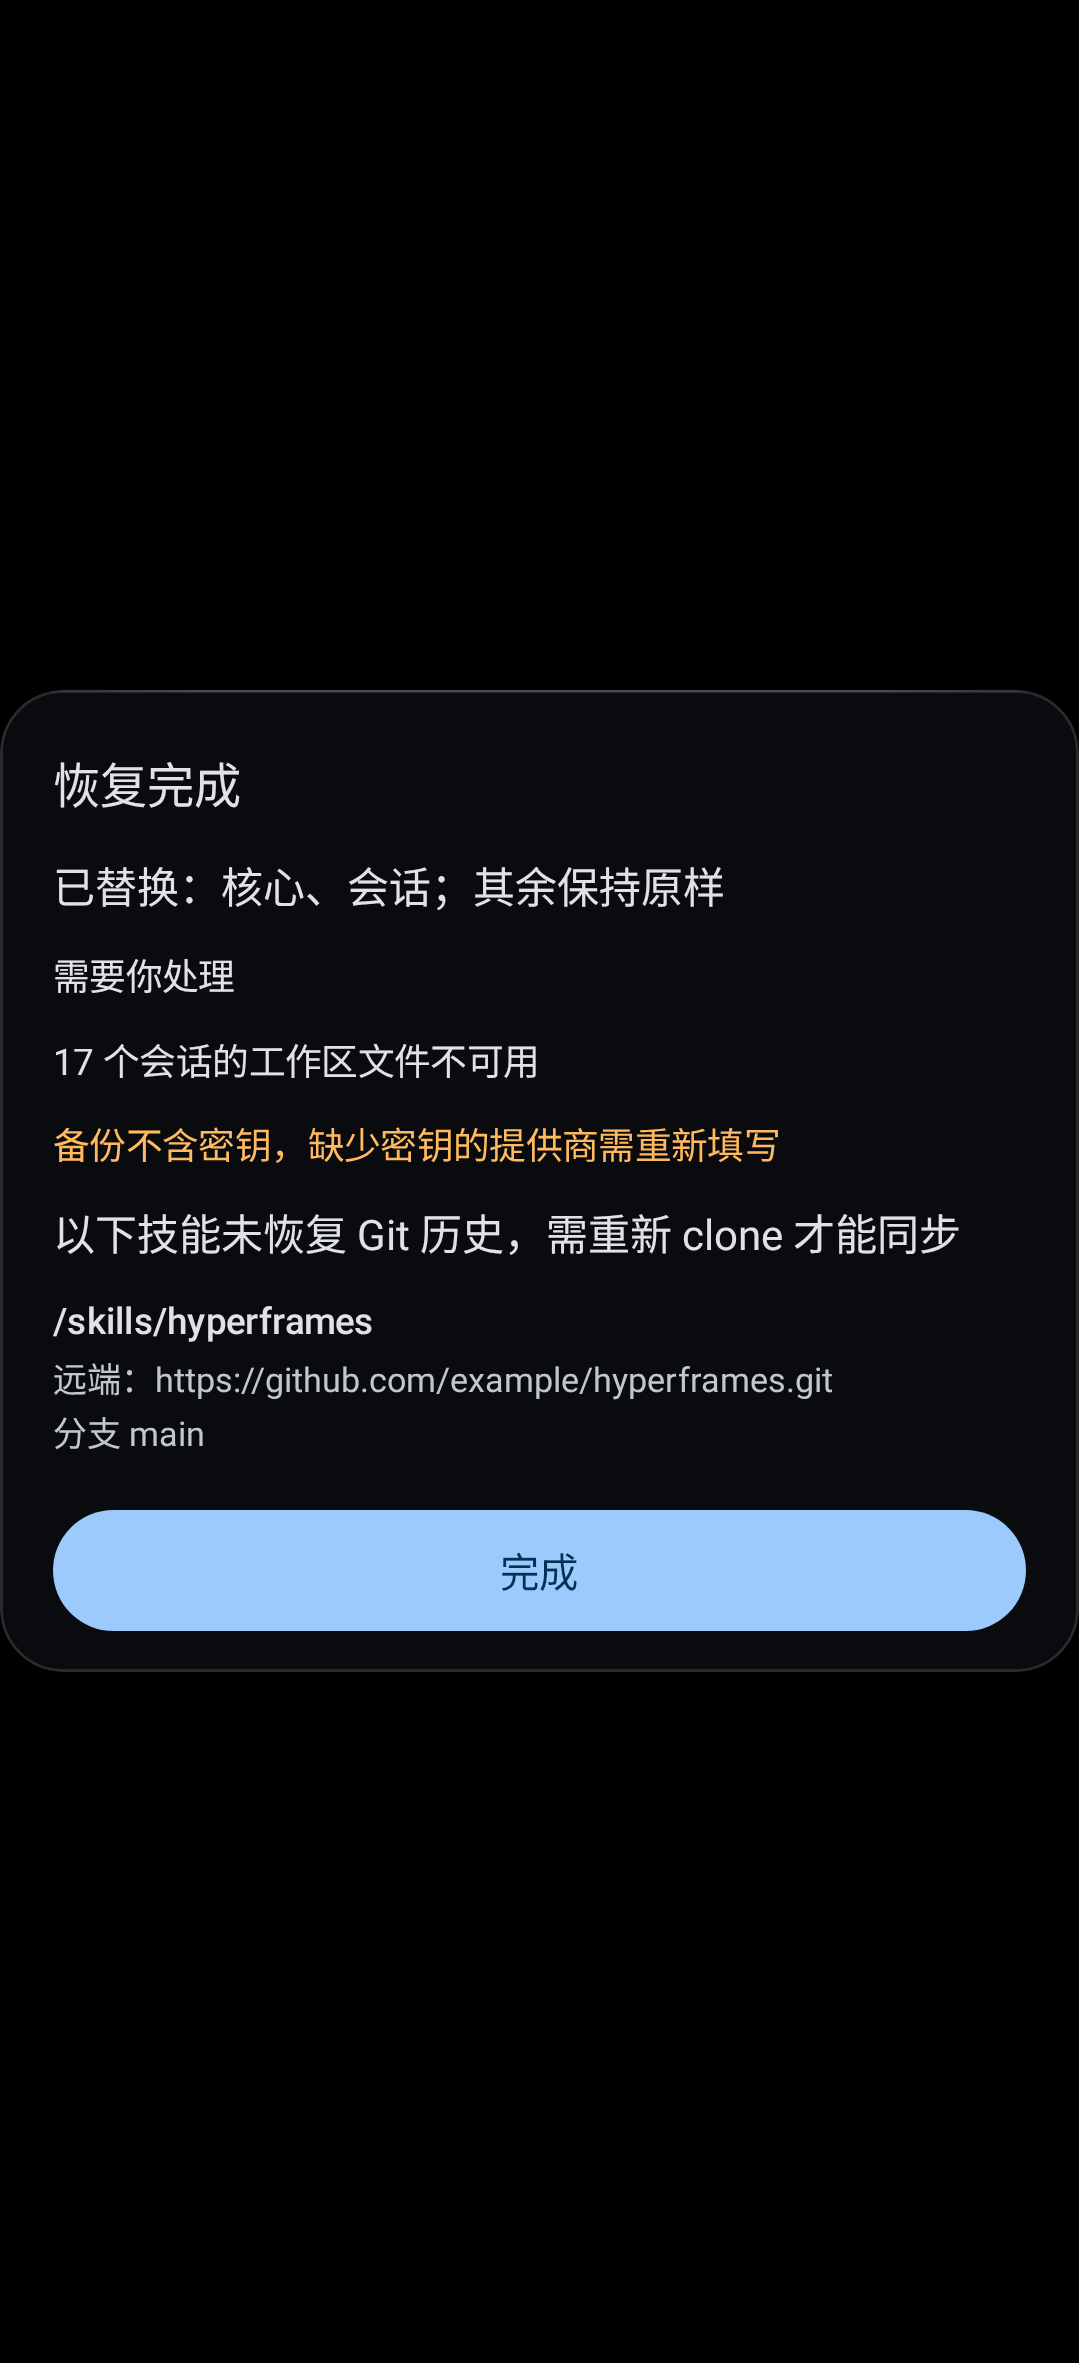 恢复完成
已替换：核心、会话；其余保持原样
需要你处理
17 个会话的工作区文件不可用
备份不含密钥，缺少密钥的提供商需重新填写
以下技能未恢复 Git 历史，需重新 clone 才能同步
/skills/hyperframes
远端：https://github.com/example/hyperframes.git
分支 main
完成